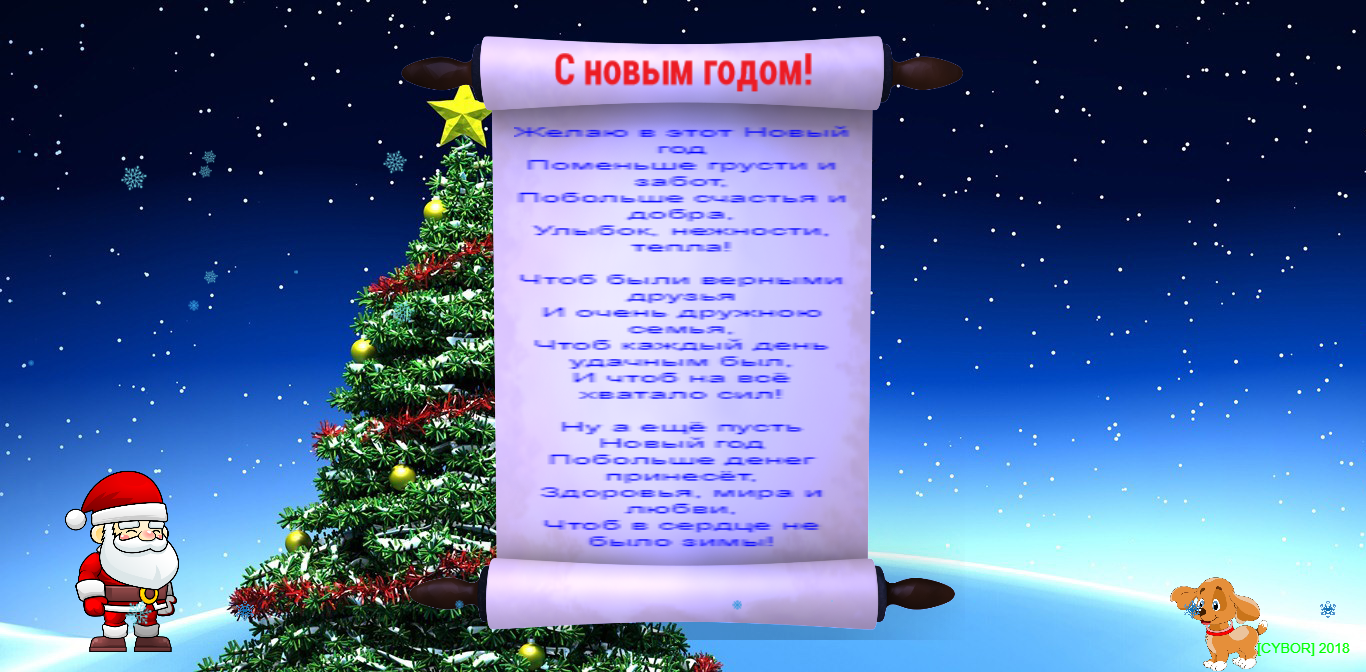 С новым годом!
Желаю в этот Новый
год
Поменьше грусти и
забот,
Побольше счастья и
добра,
Улыбок, нежности,
тепла!
Чтоб были верными
друзья
И очень дружною
семья,
Чтоб каждый день
удачным был,
И чтоб на всё
хватало сил!
Ну а ещё пусть
Новый год
Побольше денег
принесёт,
Здоровья, мира и
любви,
Чтоб в сердце не
было зимы!
[CYBOR] 2018